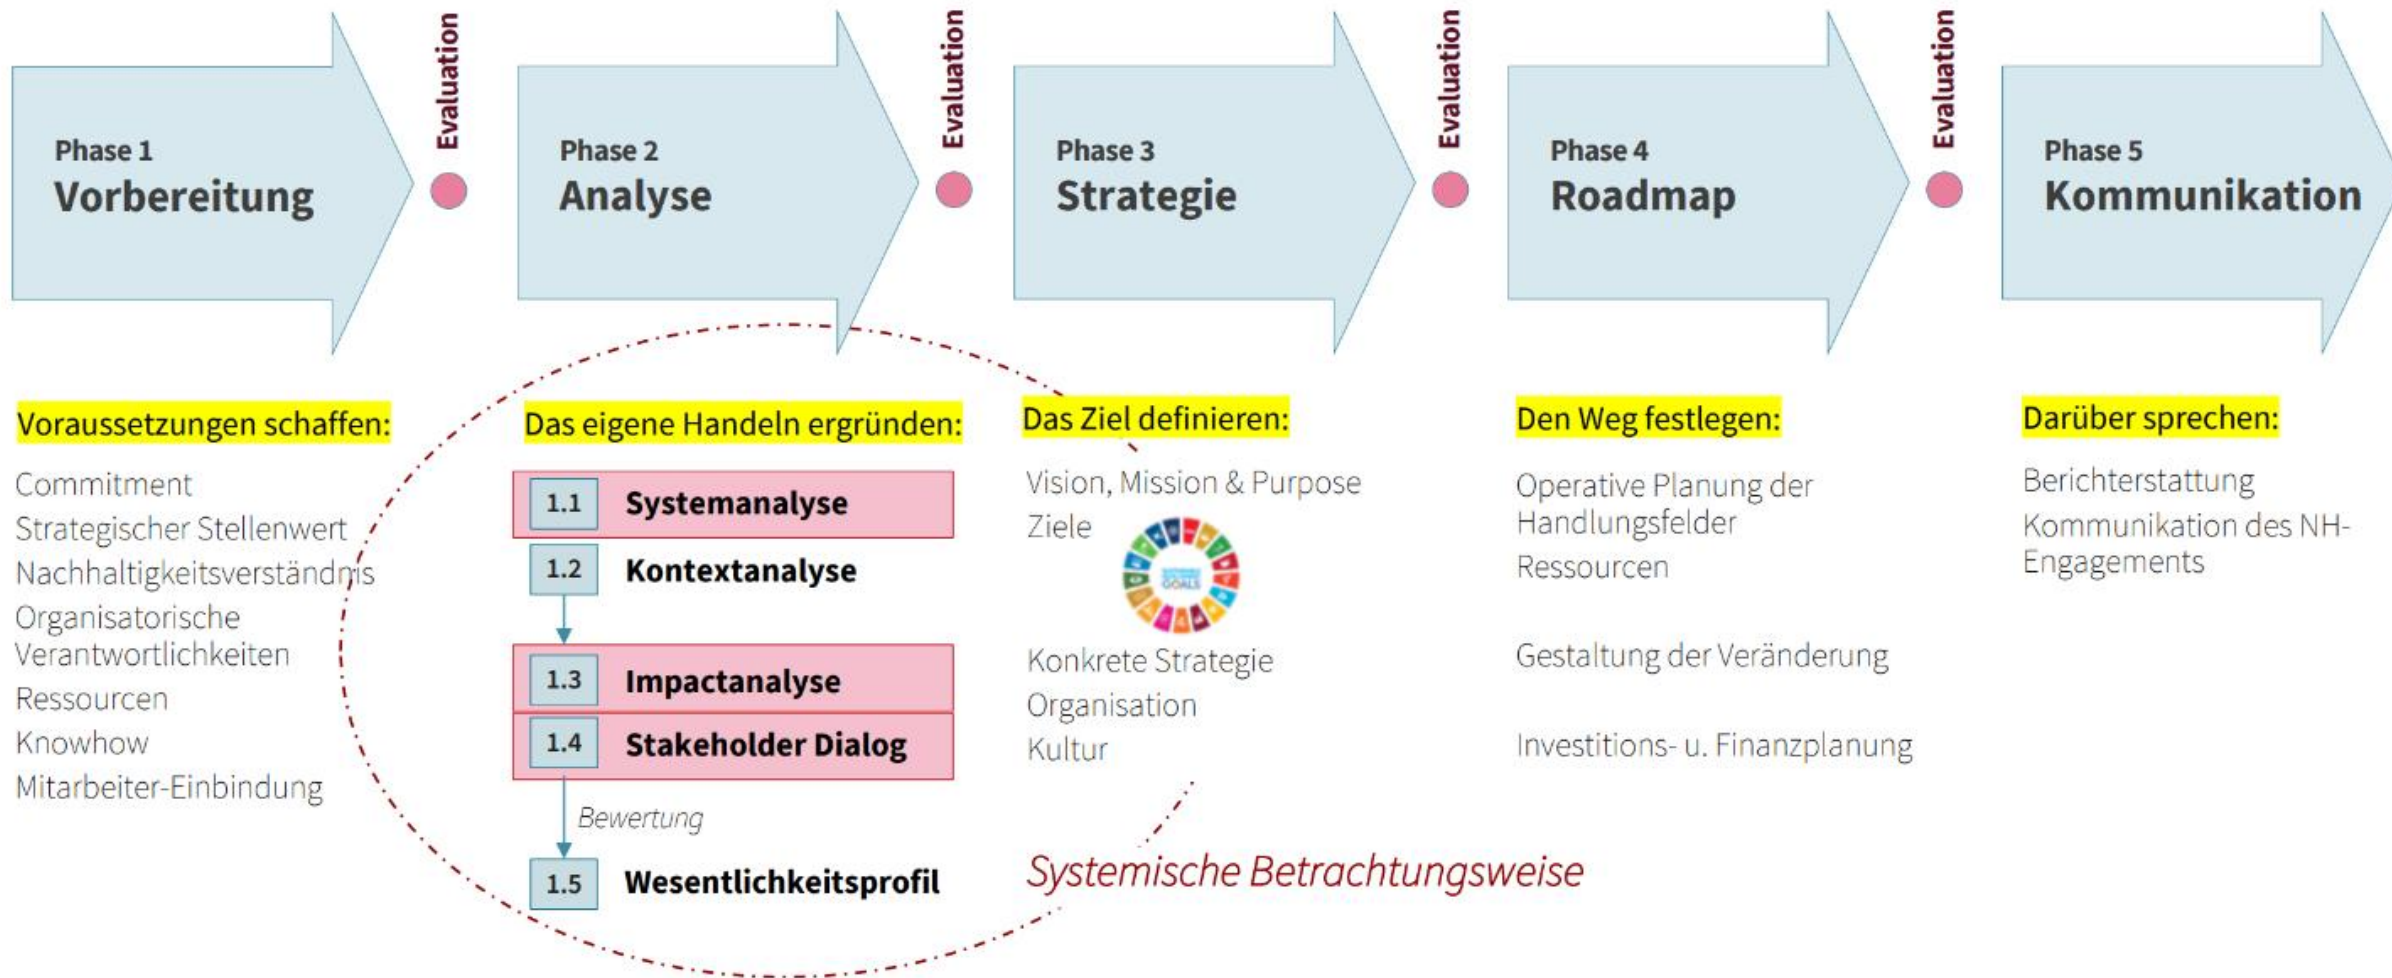 Phase 1
Vorbereitung
Evaluation
Phase 2
Analyse
Evaluation
Phase 3
Strategie
Evaluation
Phase 4
Roadmap
Evaluation
Phase 5
Kommunikation
Voraussetzungen schaffen:
Commitment
Strategischer Stellenwert
Nachhaltigkeitsverständnis
Organisatorische
Verantwortlichkeiten
Ressourcen
Knowhow
Mitarbeiter-Einbindung
Das eigene Handeln ergründen:
1.1 Systemanalyse
1.2 Kontextanalyse
1.3 Impactanalyse
1.4 Stakeholder Dialog
Bewertung
1.5 Wesentlichkeitsprofil
Das Ziel definieren:
Vision, Mission & Purpose
Ziele
GOALS
Konkrete Strategie
Organisation
Kultur
Systemische Betrachtungsweise
Den Weg festlegen:
Operative Planung der
Handlungsfelder
Ressourcen
Gestaltung der Veränderung
Investitions- u. Finanzplanung
Darüber sprechen:
Berichterstattung
Kommunikation des NH-
Engagements